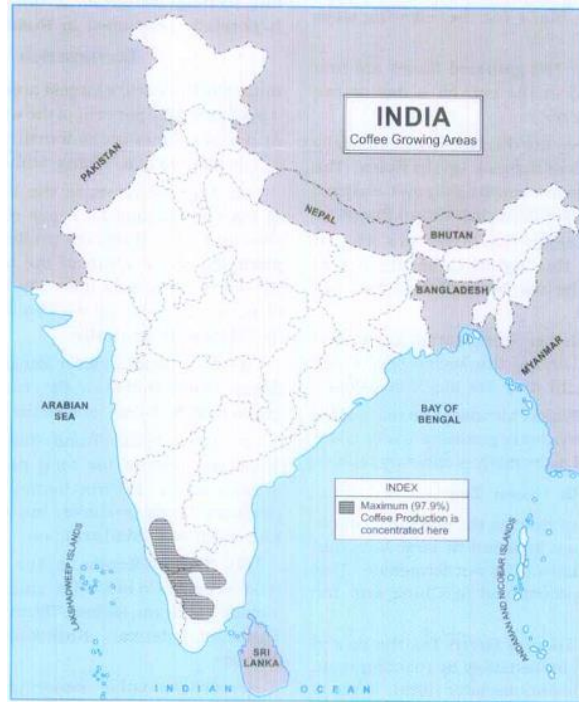 INDIA
Coffee Growing Areas
PAKISTAN
NEPAL
BHUTAN
BANGLADESH
MYANMAR
ARABIAN
SEA
BAY OF
BENGAL
INDEX
Maximum (97.9%)
Coffee Production is
concentrated here
LAKSHADWEEP ISLANDS
ANDAMAN AND NICOBAR ISLANDS
SRI
LANKA
INDIAN OCEAN